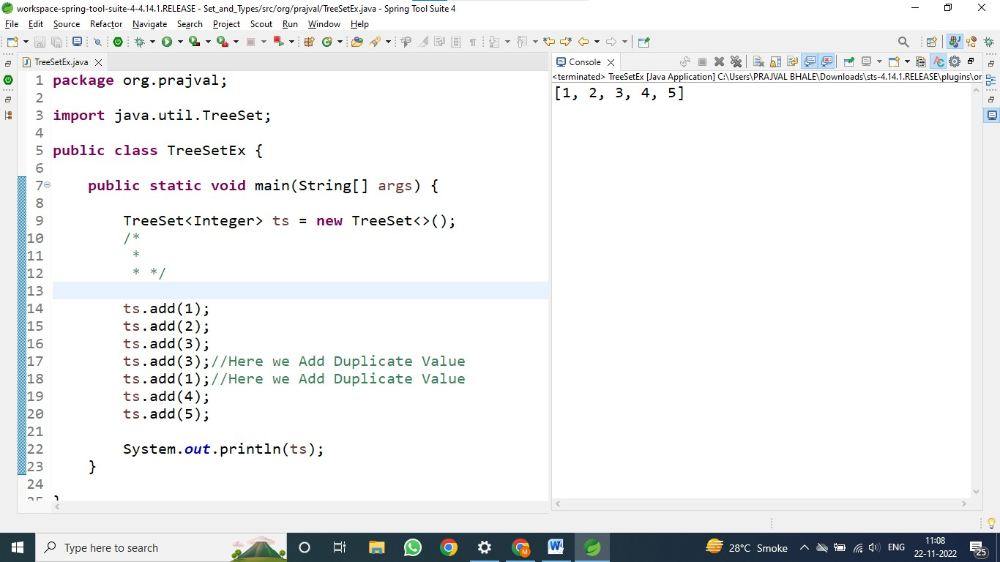 workspace-spring-tool-suite-4-4.14.1.RELEASE - Set_and_Types/src/org/prajval/TreeSetEx.java - Spring Tool Suite 4
File Edit Source Refactor Navigate Search Project Scout Run Window Help
TreeSetEx.java
1 package org.prajval;
2
3 import java.util.TreeSet;
4
5 public class TreeSetEx {
6
7 public static void main(String[] args) {
8
9 TreeSet<Integer> ts = new TreeSet<>();
10 /*
11 *
12 * */
13
14 ts.add(1);
15 ts.add(2);
16 ts.add(3);
17 ts.add(3);//Here we Add Duplicate Value
18 ts.add(1);//Here we Add Duplicate Value
19 ts.add(4);
20 ts.add(5);
21
22 System.out.println(ts);
23 }
24
25 }
Console
<terminated> TreeSetEx [Java Application] C:\Users\PRAJVAL BHALE\Downloads\sts-4.14.1.RELEASE\plugins\or
[1, 2, 3, 4, 5]
Type here to search
28°C Smoke
ENG
11:08
22-11-2022
25